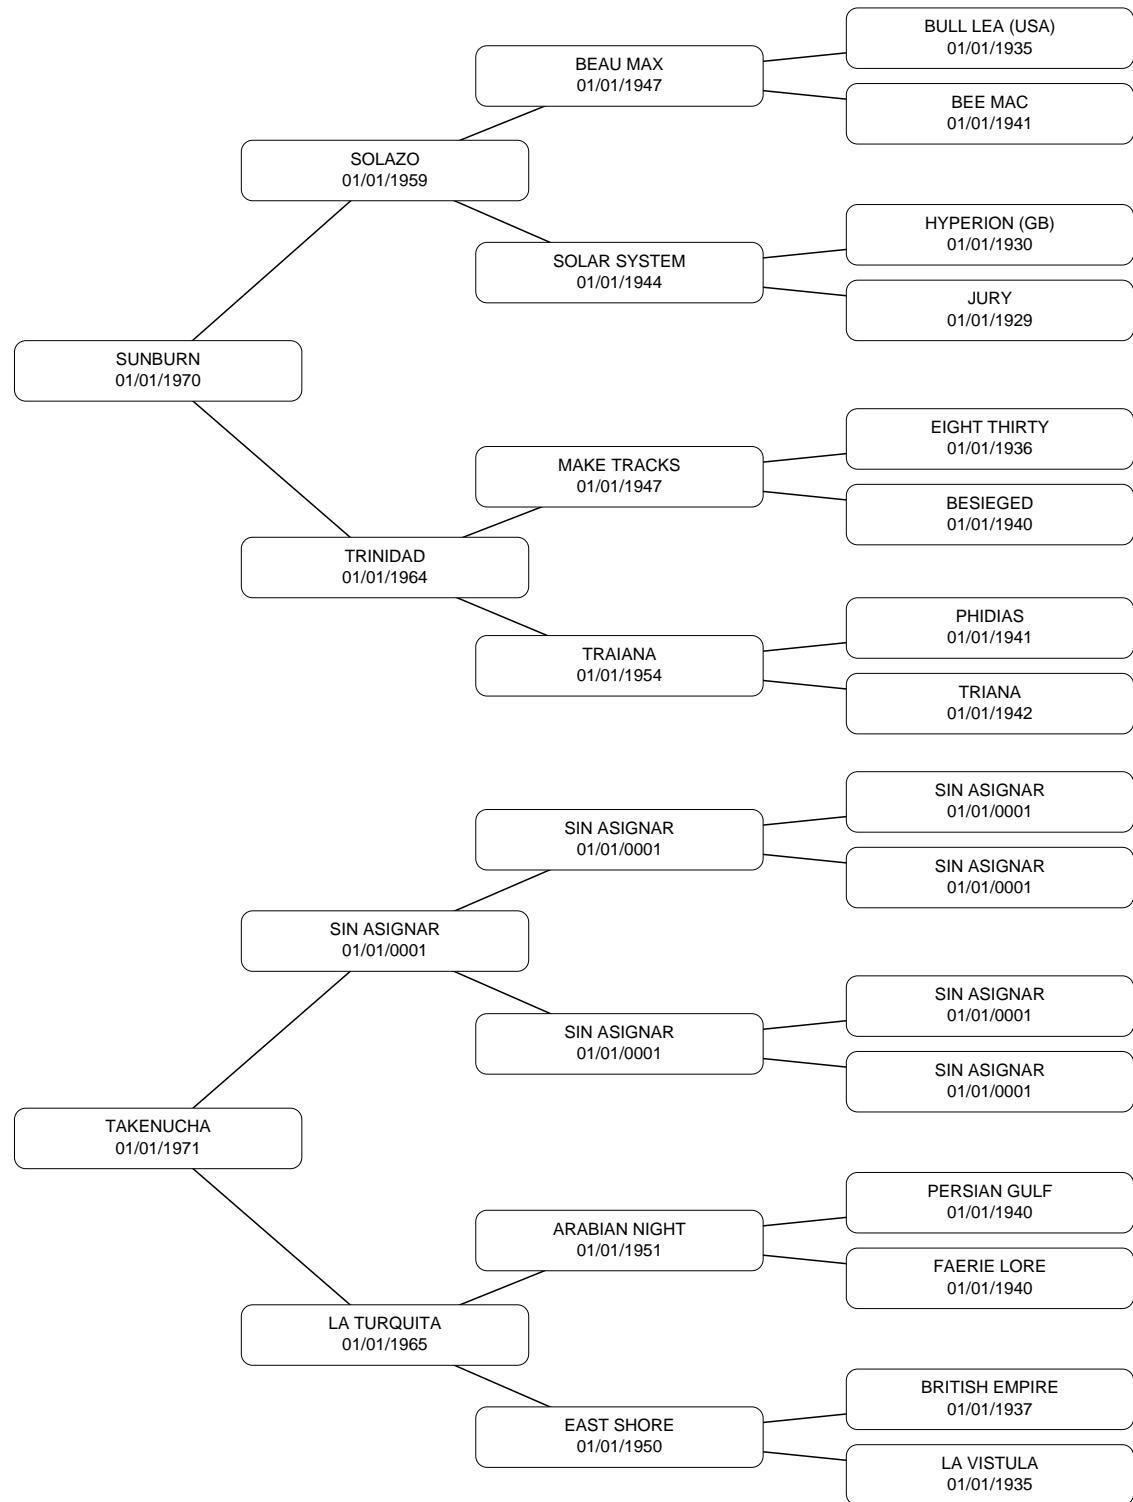 BULL LEA (USA)
01/01/1935
BEAU MAX
01/01/1947
BEE MAC
01/01/1941
SOLAZO
01/01/1959
HYPERION (GB)
01/01/1930
SOLAR SYSTEM
01/01/1944
JURY
01/01/1929
SUNBURN
01/01/1970
EIGHT THIRTY
01/01/1936
MAKE TRACKS
01/01/1947
BESIEGED
01/01/1940
TRINIDAD
01/01/1964
PHIDIAS
01/01/1941
TRAIANA
01/01/1954
TRIANA
01/01/1942
SIN ASIGNAR
01/01/0001
SIN ASIGNAR
01/01/0001
SIN ASIGNAR
01/01/0001
SIN ASIGNAR
01/01/0001
SIN ASIGNAR
01/01/0001
SIN ASIGNAR
01/01/0001
SIN ASIGNAR
01/01/0001
TAKENUCHA
01/01/1971
PERSIAN GULF
01/01/1940
ARABIAN NIGHT
01/01/1951
FAERIE LORE
01/01/1940
LA TURQUITA
01/01/1965
BRITISH EMPIRE
01/01/1937
EAST SHORE
01/01/1950
LA VISTULA
01/01/1935